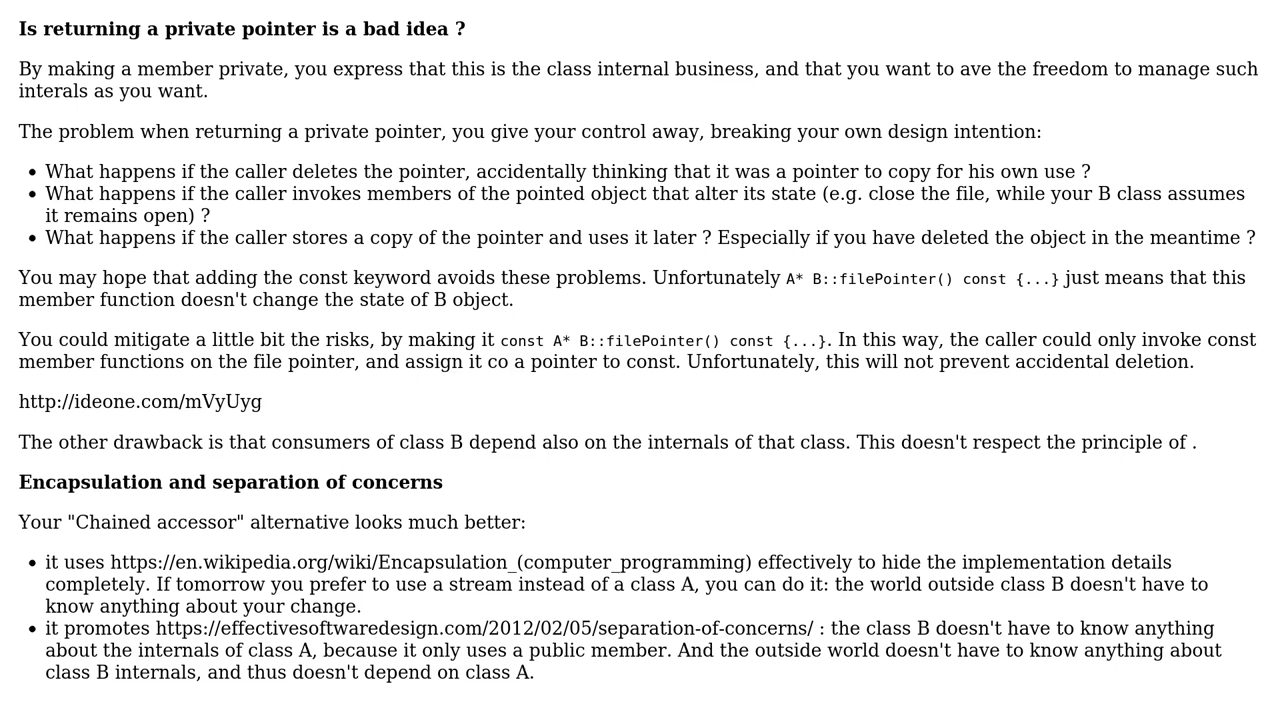 Is returning a private pointer is a bad idea ?
By making a member private, you express that this is the class internal business, and that you want to ave the freedom to manage such
interals as you want.
The problem when returning a private pointer, you give your control away, breaking your own design intention:
• What happens if the caller deletes the pointer, accidentally thinking that it was a pointer to copy for his own use ?
• What happens if the caller invokes members of the pointed object that alter its state (e.g. close the file, while your B class assumes
it remains open) ?
• What happens if the caller stores a copy of the pointer and uses it later ? Especially if you have deleted the object in the meantime ?
You may hope that adding the const keyword avoids these problems. Unfortunately A* B::filePointer() const {...} just means that this
member function doesn't change the state of B object.
You could mitigate a little bit the risks, by making it const A* B::filePointer() const {...}. In this way, the caller could only invoke const
member functions on the file pointer, and assign it co a pointer to const. Unfortunately, this will not prevent accidental deletion.
http://ideone.com/mVyUyg
The other drawback is that consumers of class B depend also on the internals of that class. This doesn't respect the principle of .
Encapsulation and separation of concerns
Your "Chained accessor" alternative looks much better:
• it uses https://en.wikipedia.org/wiki/Encapsulation_(computer_programming) effectively to hide the implementation details
completely. If tomorrow you prefer to use a stream instead of a class A, you can do it: the world outside class B doesn't have to
know anything about your change.
• it promotes https://effectivesoftwaredesign.com/2012/02/05/separation-of-concerns/ : the class B doesn't have to know anything
about the internals of class A, because it only uses a public member. And the outside world doesn't have to know anything about
class B internals, and thus doesn't depend on class A.